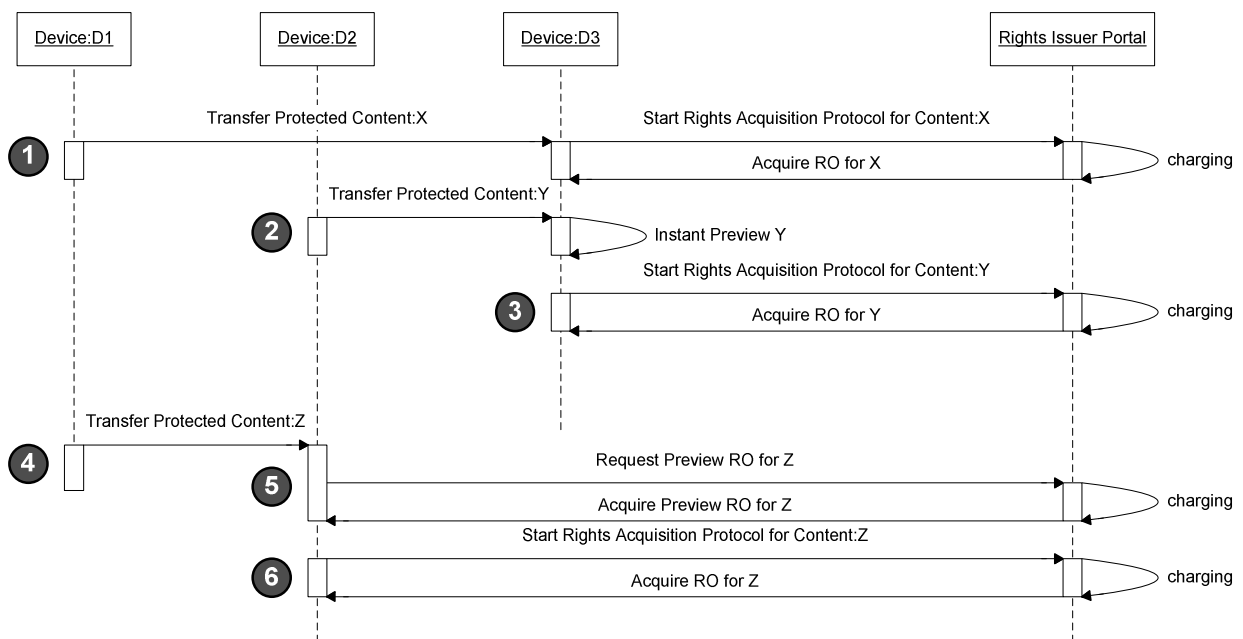 Device:D1
Device:D2
Device:D3
Rights Issuer Portal
Transfer Protected Content:X
Start Rights Acquisition Protocol for Content:X
1
Acquire RO for X
charging
Transfer Protected Content:Y
2
Instant Preview Y
Start Rights Acquisition Protocol for Content:Y
3
Acquire RO for Y
charging
Transfer Protected Content:Z
4
Request Preview RO for Z
5
Acquire Preview RO for Z
charging
Start Rights Acquisition Protocol for Content:Z
6
Acquire RO for Z
charging